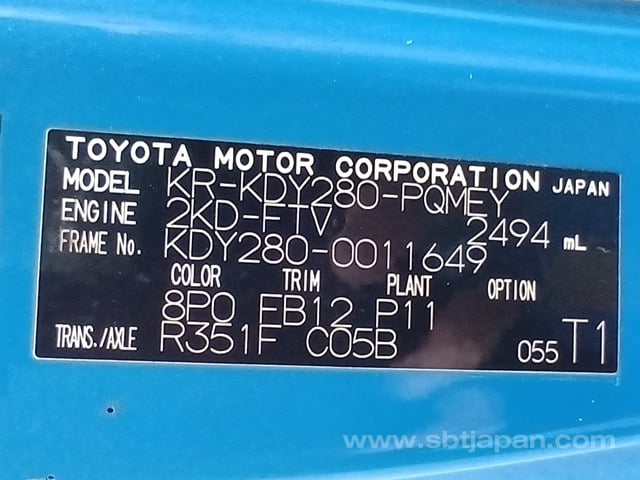 TOYOTA MOTOR CORPORATION JAPAN
MODEL KR-KDY280-PQMEY
ENGINE 2KD-FTV 2494 mL
FRAME No. KDY280-0011649
COLOR TRIM PLANT OPTION
8P0 FB12 P11
TRANS./AXLE R351F C05B 055 T1
www.sbtjapan.com